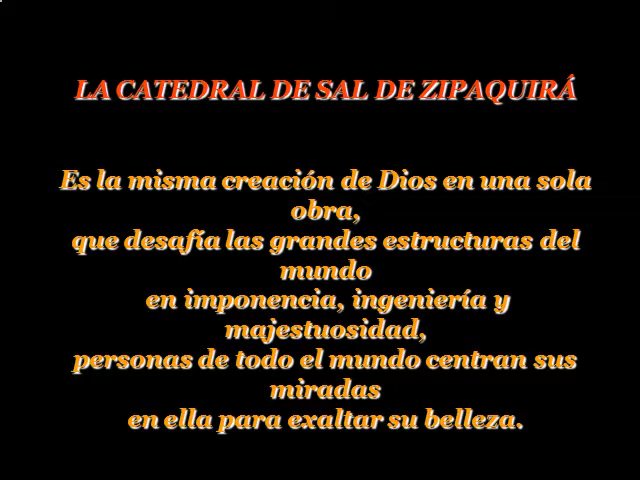 LA CATEDRAL DE SAL DE ZIPAQUIRÁ
Es la misma creación de Dios en una sola
obra,
que desafía las grandes estructuras del
mundo
en imponencia, ingeniería y
majestuosidad,
personas de todo el mundo centran sus
miradas
en ella para exaltar su belleza.